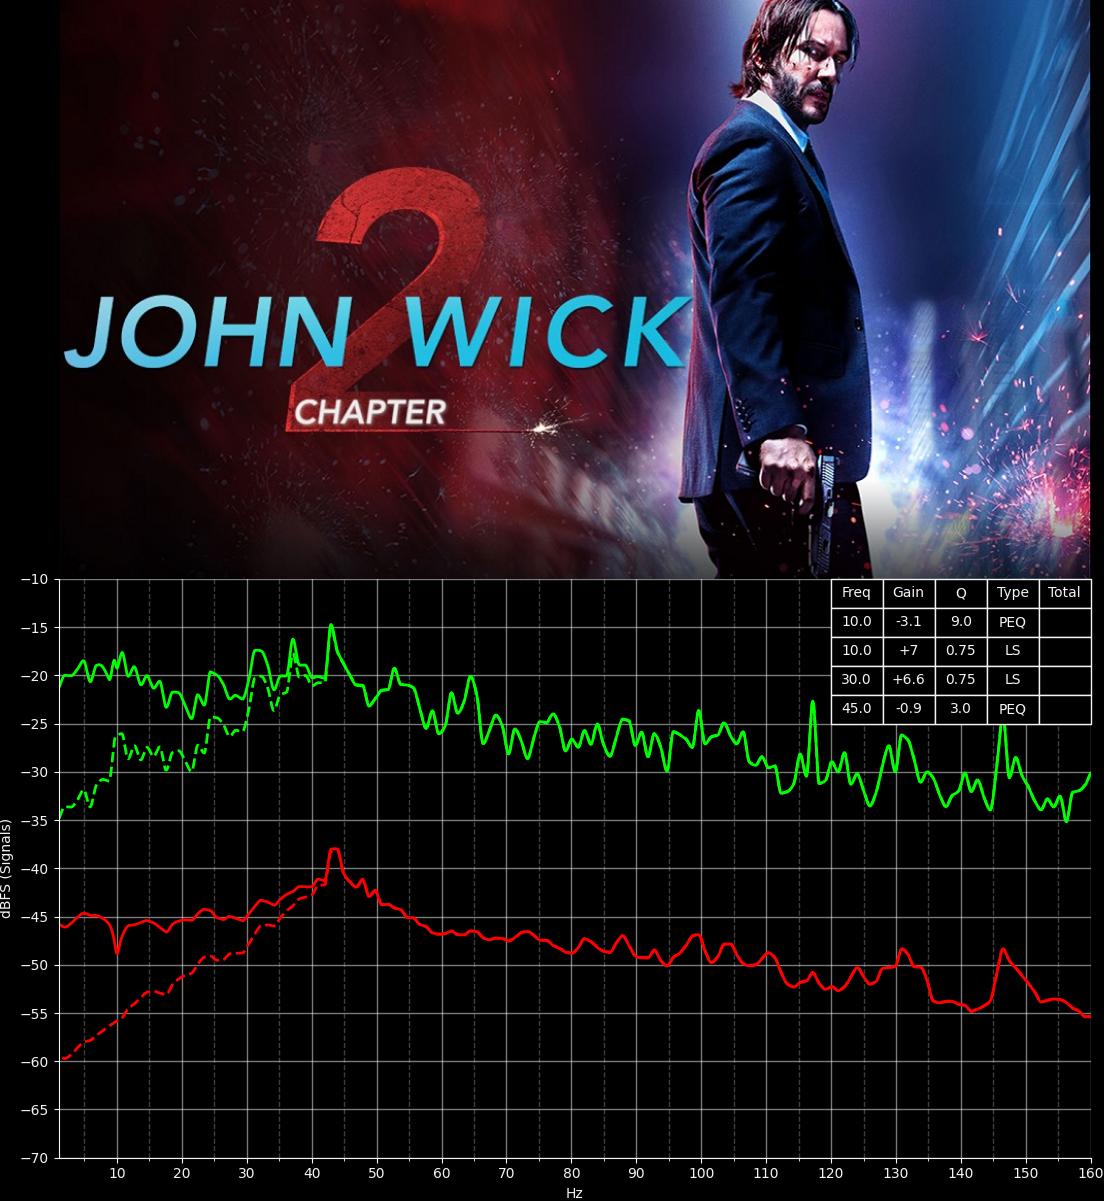 2
JOHN WICK
CHAPTER
Freq Gain Q Type Total
10.0 -3.1 9.0 PEQ
10.0 +7 0.75 LS
30.0 +6.6 0.75 LS
45.0 -0.9 3.0 PEQ
−10
−15
−20
−25
−30
−35
−40
−45
−50
−55
−60
−65
−70
dBFS (Signals)
10 20 30 40 50 60 70 80 90 100 110 120 130 140 150 160
Hz